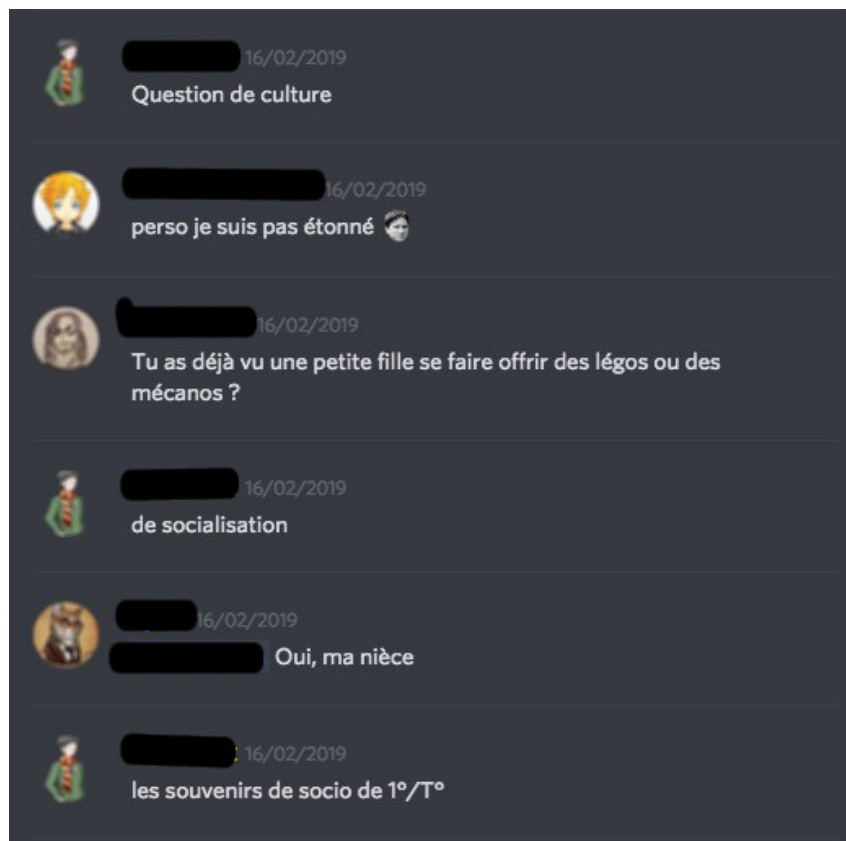 16/02/2019
Question de culture
16/02/2019
perso je suis pas étonné
16/02/2019
Tu as déjà vu une petite fille se faire offrir des légos ou des
mécanos ?
16/02/2019
de socialisation
16/02/2019
Oui, ma nièce
16/02/2019
les souvenirs de socio de 1°/T°